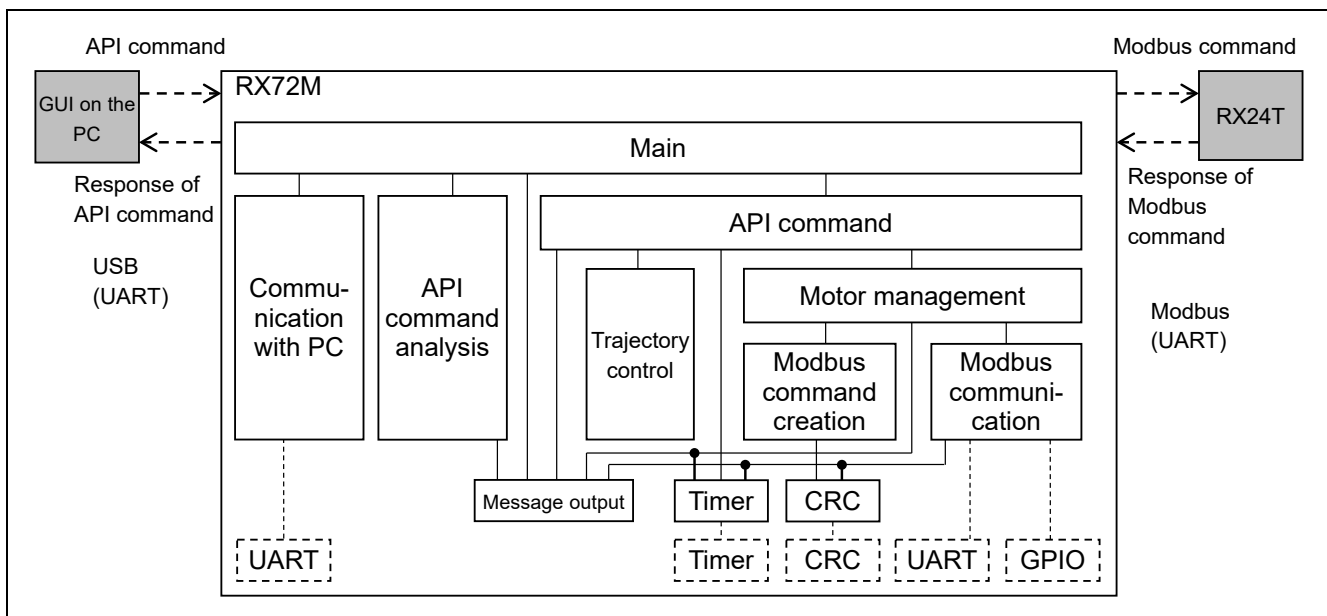 API command
Modbus command
RX72M
GUI on the
PC
RX24T
Main
Response of
API command
Response of
Modbus
command
API command
USB
(UART)
Commu-
nication
with PC
API
command
analysis
Motor management
Trajectory
control
Modbus
command
creation
Modbus
communi-
cation
Modbus
(UART)
Message output
Timer
CRC
UART
Timer
CRC
UART
GPIO